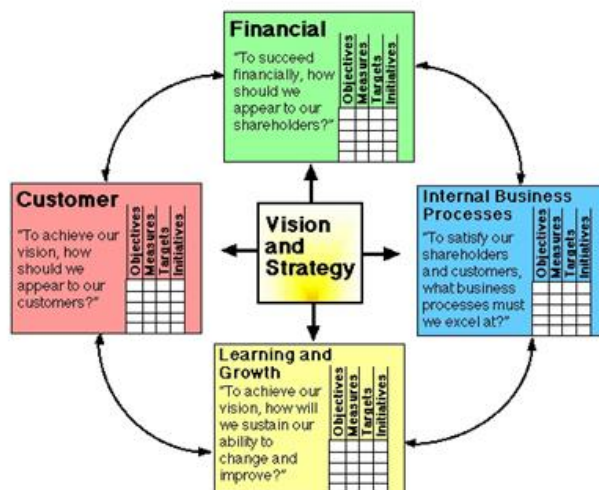 Financial
"To succeed
financially, how
should we
appear to our
shareholders?"
Objectives
Measures
Targets
Initiatives
Customer
"To achieve our
vision, how
should we
appear to our
customers?"
Objectives
Measures
Targets
Initiatives
Vision
and
Strategy
Internal Business
Processes
"To satisfy our
shareholders
and customers,
what business
processes must
we excel at?"
Objectives
Measures
Targets
Initiatives
Learning and
Growth
"To achieve our
vision, how will
we sustain our
ability to
change and
improve?"
Objectives
Measures
Targets
Initiatives